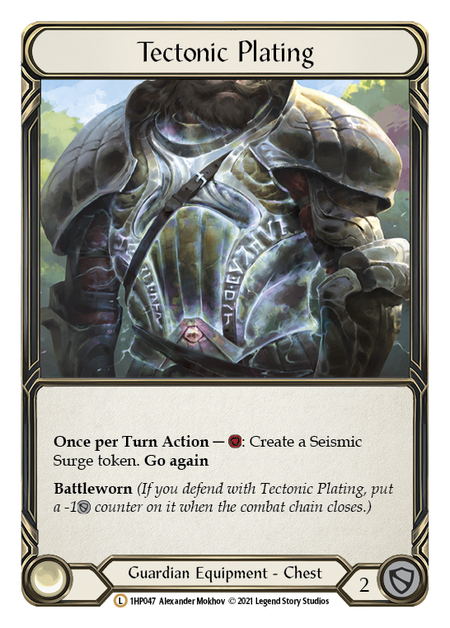 Tectonic Plating
Once per Turn Action — : Create a Seismic
Surge token. Go again
Battleworn (If you defend with Tectonic Plating, put
a -1 counter on it when the combat chain closes.)
Guardian Equipment - Chest
2
L 1HP047 Alexander Mokhov © 2021 Legend Story Studios